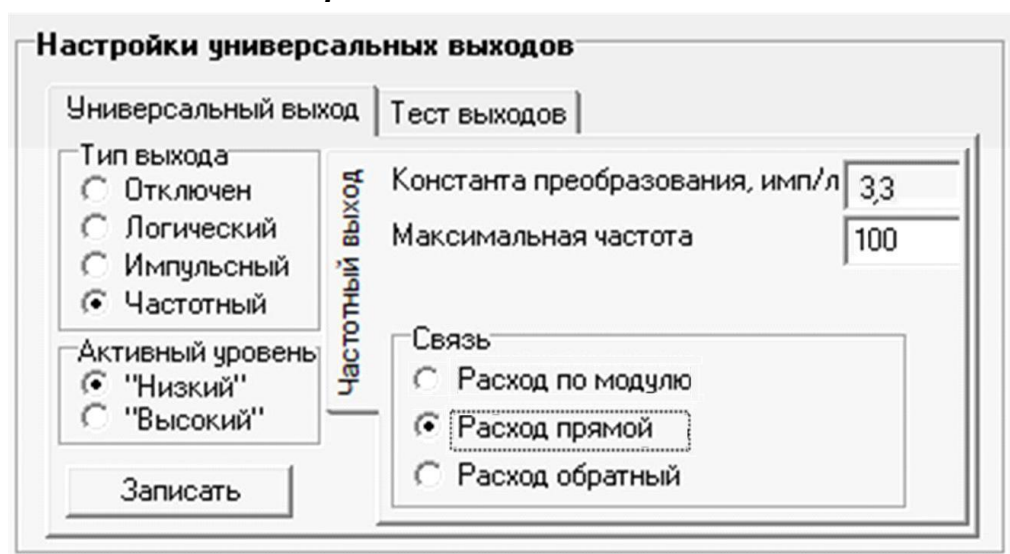 Настройки универсальных выходов
Универсальный выход
Тест выходов
Тип выхода
Отключен
Логический
Импульсный
Частотный
Активный уровень
"Низкий"
"Высокий"
Записать
Частотный выход
Константа преобразования, имп/л 3,3
Максимальная частота 100
Связь
Расход по модулю
Расход прямой
Расход обратный